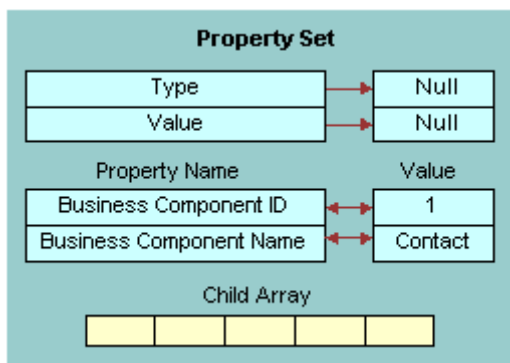 Property Set
Type Null
Value Null
Property Name Value
Business Component ID 1
Business Component Name Contact
Child Array